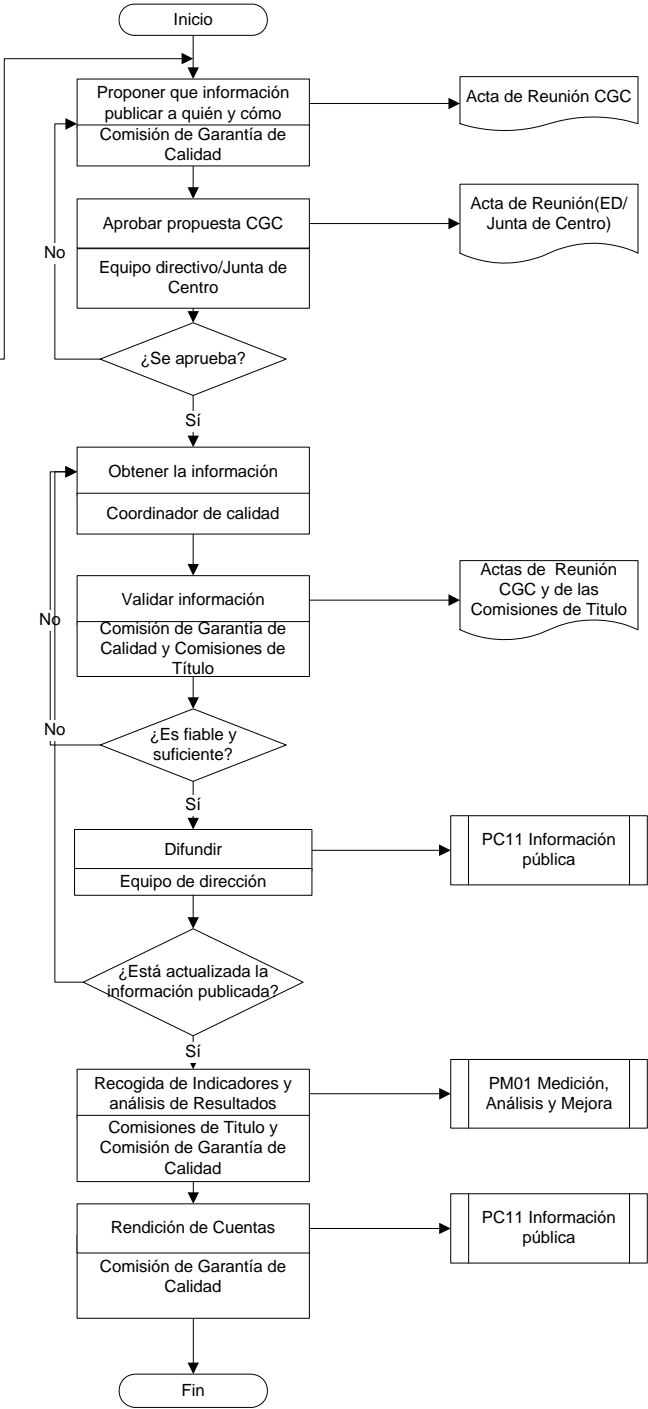 Inicio
Proponer que información
publicar a quién y cómo
Comisión de Garantía de
Calidad
Acta de Reunión CGC
Aprobar propuesta CGC
Equipo directivo/Junta de
Centro
Acta de Reunión(ED/
Junta de Centro)
No
¿Se aprueba?
Sí
Obtener la información
Coordinador de calidad
Validar información
Comisión de Garantía de
Calidad y Comisiones de
Título
Actas de Reunión
CGC y de las
Comisiones de Titulo
No
No
¿Es fiable y
suficiente?
Sí
Difundir
Equipo de dirección
PC11 Información
pública
¿Está actualizada la
información publicada?
Sí
Recogida de Indicadores y
análisis de Resultados
Comisiones de Titulo y
Comisión de Garantía de
Calidad
PM01 Medición,
Análisis y Mejora
Rendición de Cuentas
Comisión de Garantía de
Calidad
PC11 Información
pública
Fin